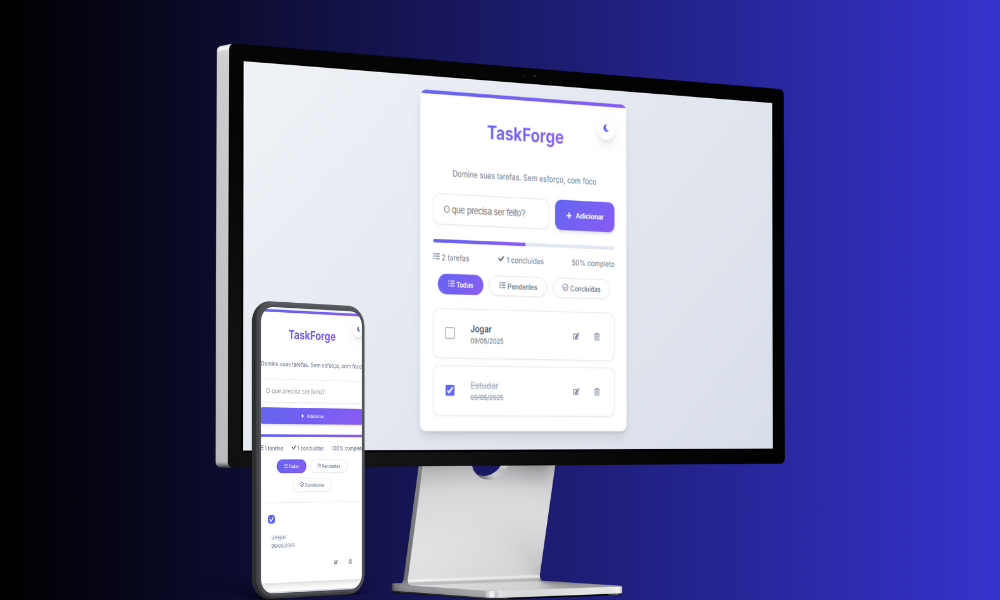 TaskForge
Domine suas tarefas. Sem esforço, com foco
O que precisa ser feito?
+ Adicionar
2 tarefas
1 concluídas
50% completo
Todas
Pendentes
Concluídas
Jogar
09/05/2025
Estudar
09/05/2025
TaskForge
Domine suas tarefas. Sem esforço, com foco
O que precisa ser feito?
+ Adicionar
1 tarefas
1 concluídas
100% complet
Todas
Pendentes
Concluídas
Jogar
09/05/2025